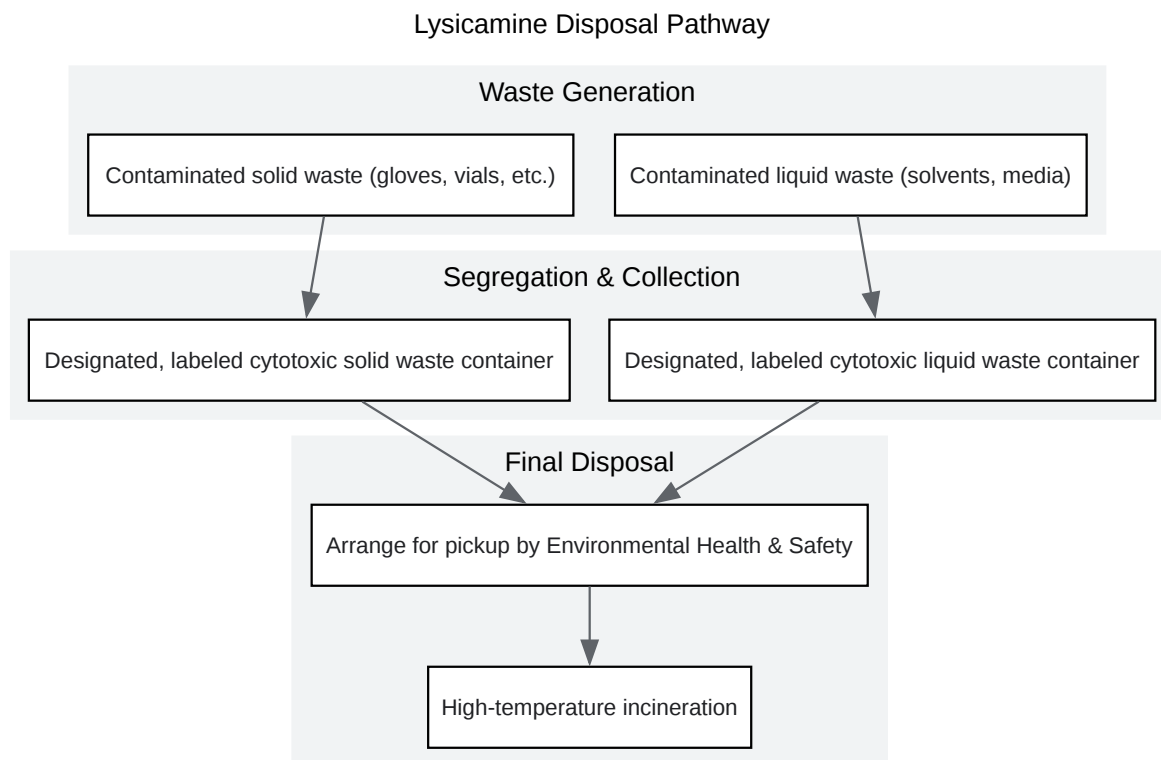 Lysicamine Disposal Pathway
Waste Generation
Contaminated solid waste (gloves, vials, etc.)
Contaminated liquid waste (solvents, media)
Segregation & Collection
Designated, labeled cytotoxic solid waste container
Designated, labeled cytotoxic liquid waste container
Final Disposal
Arrange for pickup by Environmental Health & Safety
High-temperature incineration